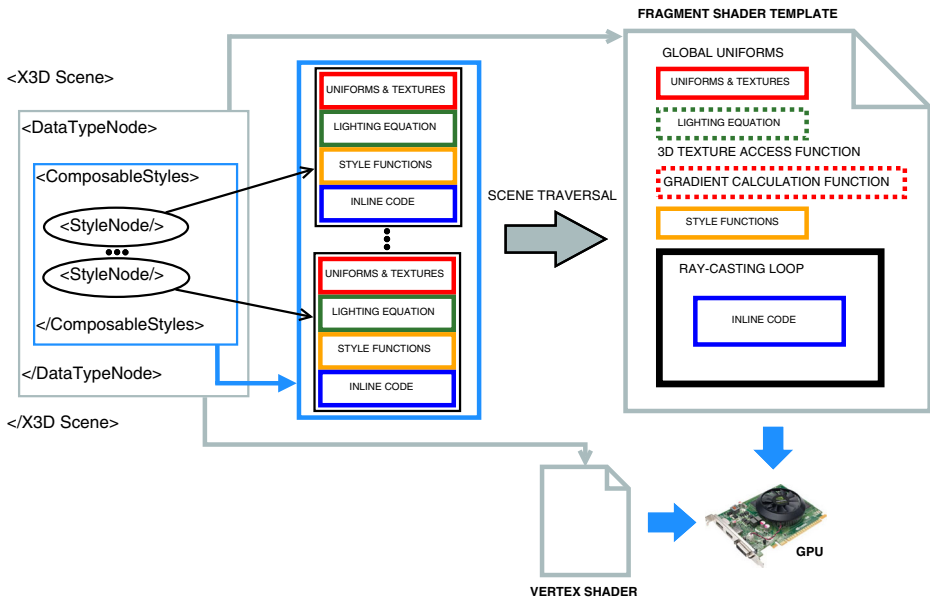 <X3D Scene>
<DataTypeNode>
<ComposableStyles>
<StyleNode/>
<StyleNode/>
</ComposableStyles>
</DataTypeNode>
</X3D Scene>
UNIFORMS & TEXTURES
LIGHTING EQUATION
STYLE FUNCTIONS
INLINE CODE
UNIFORMS & TEXTURES
LIGHTING EQUATION
STYLE FUNCTIONS
INLINE CODE
SCENE TRAVERSAL
FRAGMENT SHADER TEMPLATE
GLOBAL UNIFORMS
UNIFORMS & TEXTURES
LIGHTING EQUATION
3D TEXTURE ACCESS FUNCTION
GRADIENT CALCULATION FUNCTION
STYLE FUNCTIONS
RAY-CASTING LOOP
INLINE CODE
GPU
VERTEX SHADER